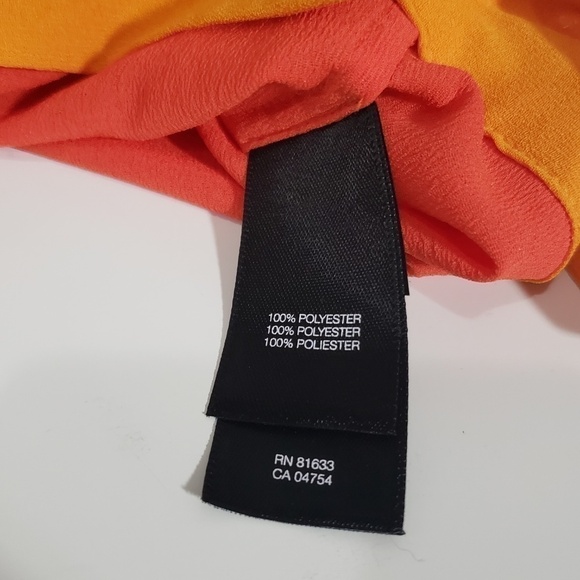 100% POLYESTER
100% POLYESTER
100% POLIESTER
RN 81633
CA 04754